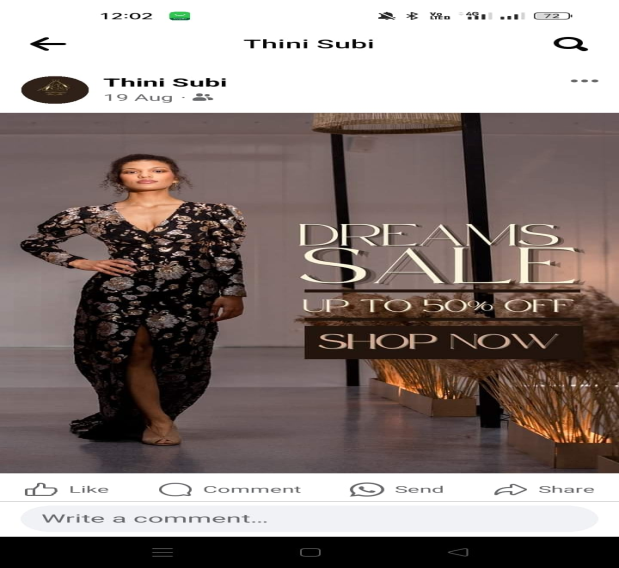 12:02
72
Thini Subi
Thini Subi
19 Aug ·
DREAMS
SALE
UP TO 50% OFF
SHOP NOW
Like
Comment
Send
Share
Write a comment...